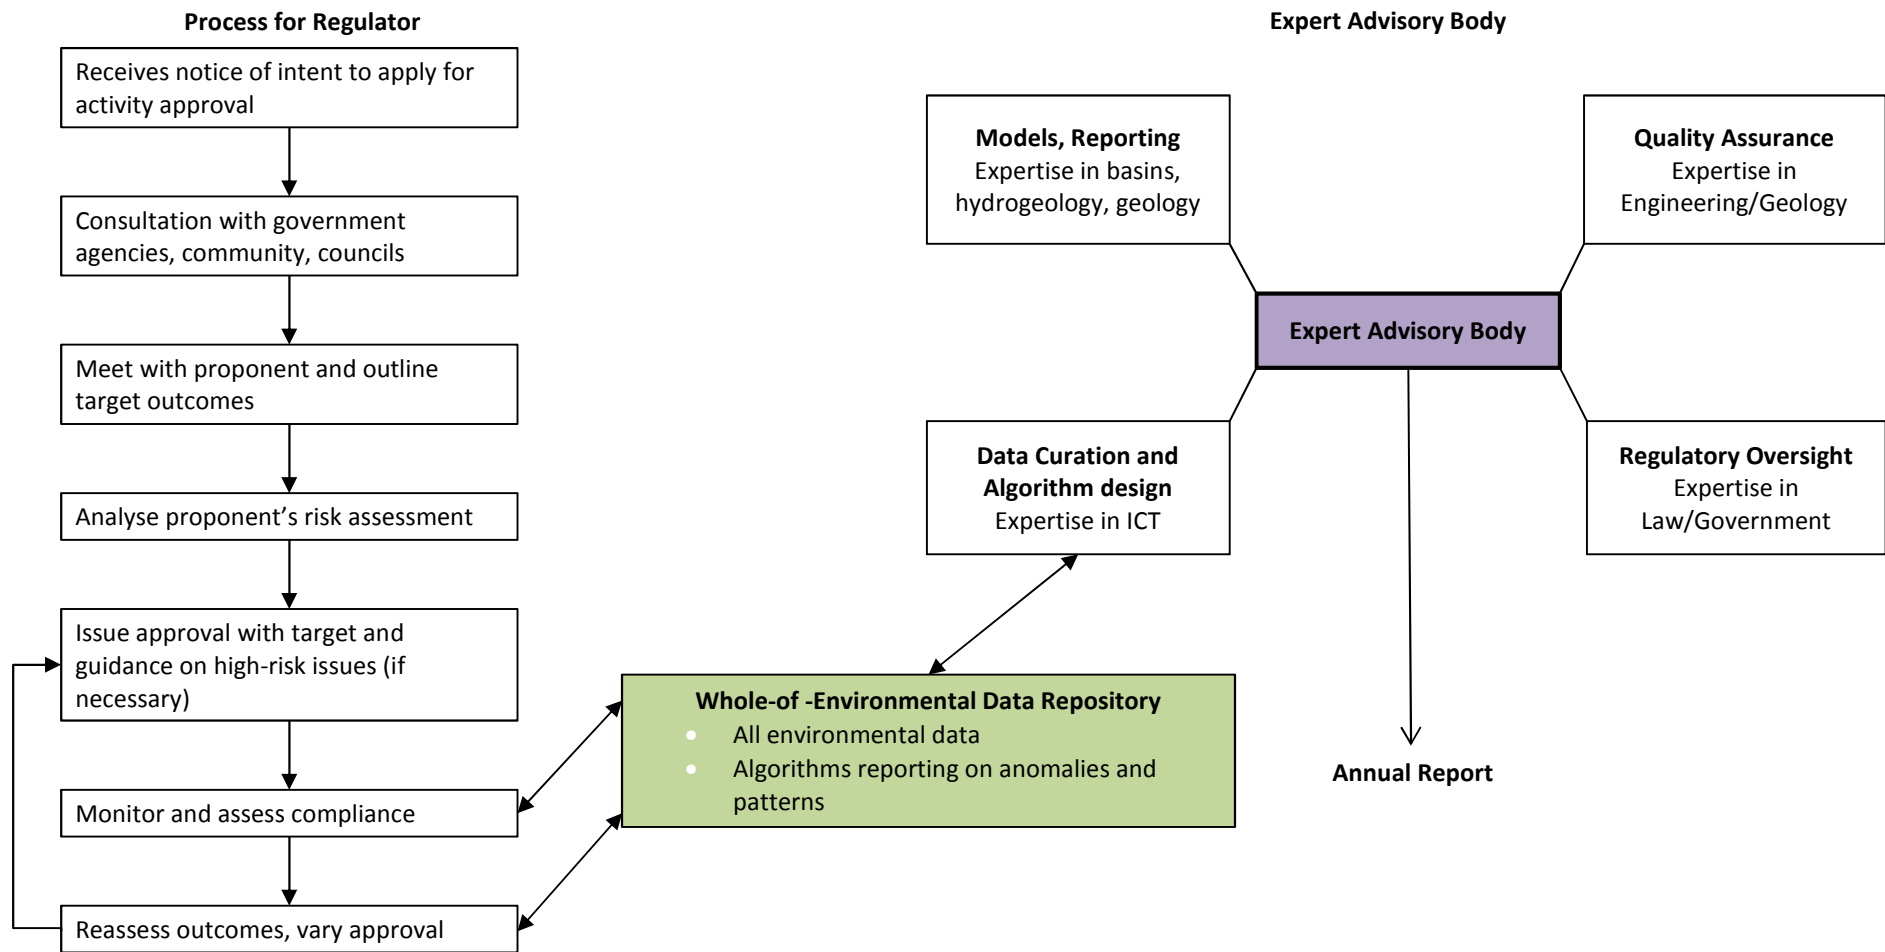 Process for Regulator
Receives notice of intent to apply for
activity approval
Consultation with government
agencies, community, councils
Meet with proponent and outline
target outcomes
Analyse proponent’s risk assessment
Issue approval with target and
guidance on high-risk issues (if
necessary)
Monitor and assess compliance
Reassess outcomes, vary approval
Expert Advisory Body
Models, Reporting
Expertise in basins,
hydrogeology, geology
Quality Assurance
Expertise in
Engineering/Geology
Expert Advisory Body
Data Curation and
Algorithm design
Expertise in ICT
Regulatory Oversight
Expertise in
Law/Government
Whole-of -Environmental Data Repository
• All environmental data
• Algorithms reporting on anomalies and
patterns
Annual Report